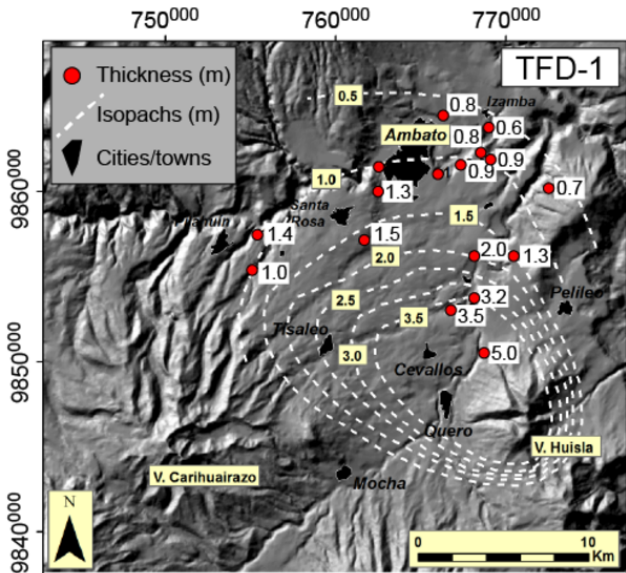 750000 760000 770000
TFD-1
Thickness (m)
Isopachs (m)
Cities/towns
0.5
0.8
Izamba
0.6
Ambato
0.8
0.9
0.9
1.0
1.3
0.7
9860000
Santa
Rosa
1.5
1.4
1.5
2.0
1.3
2.0
1.0
2.5
3.2
Pelileo
3.5
3.5
Tisaleo
3.0
5.0
Cevallos
9850000
Quero
V. Huisla
V. Carihuairazo
Mocha
N
0 10
Km
9840000